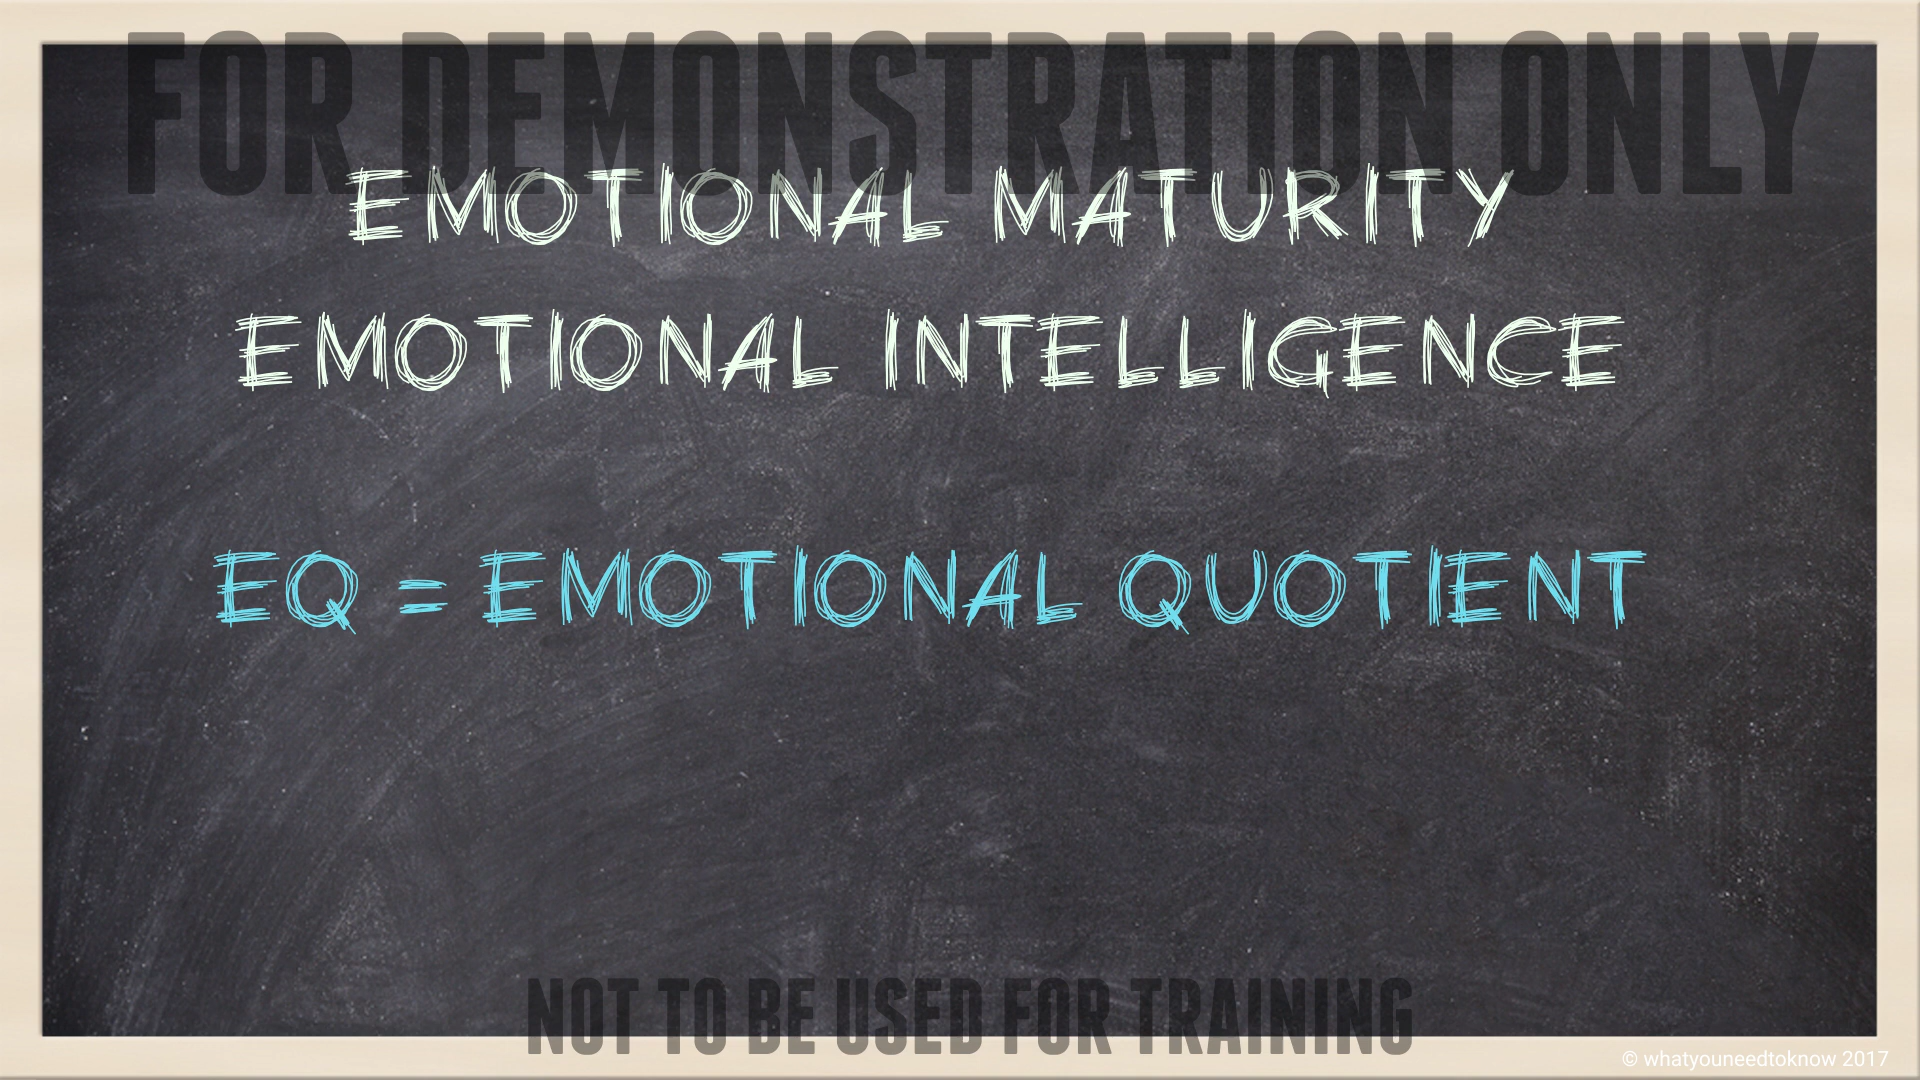 FOR DEMONSTRATION ONLY
EMOTIONAL MATURITY
EMOTIONAL INTELLIGENCE
EQ = EMOTIONAL QUOTIENT
NOT TO BE USED FOR TRAINING
© whatyouneedtoknow 2017